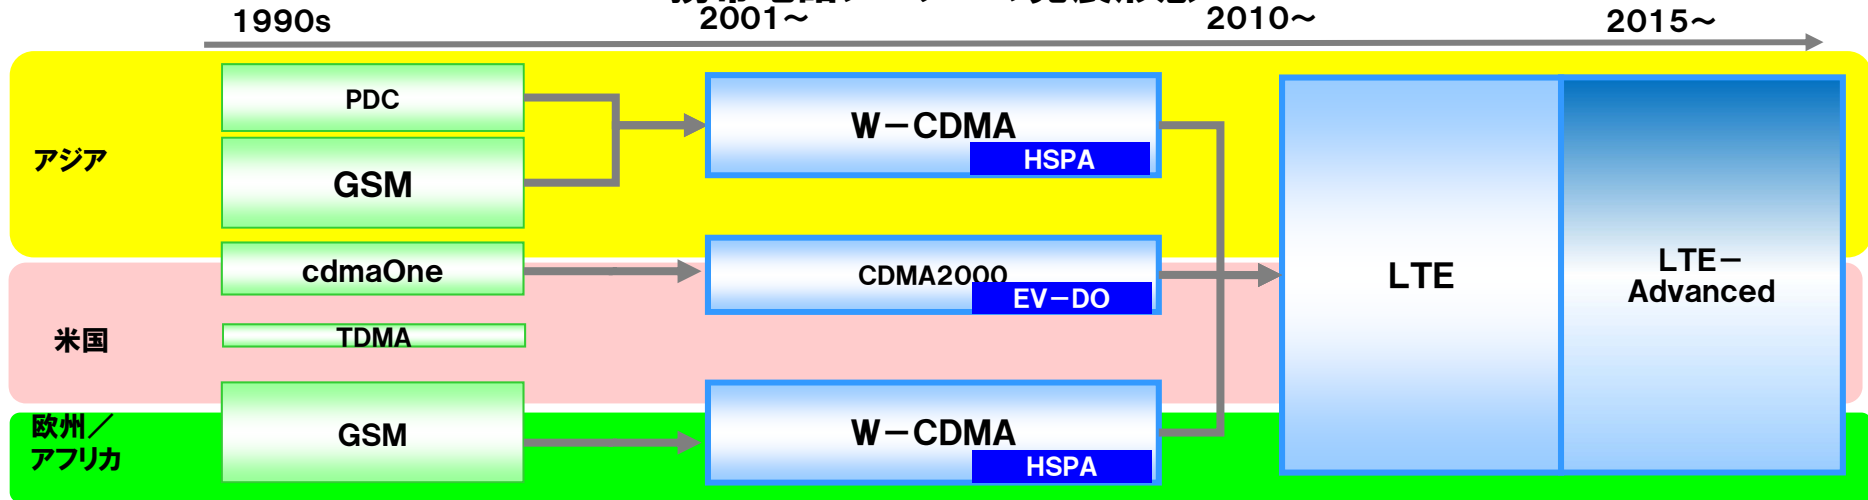 1990s
2001～
2010～
2015～
アジア
PDC
GSM
W－CDMA
HSPA
cdmaOne
CDMA2000
EV－DO
米国
TDMA
LTE
LTE－
Advanced
欧州／
アフリカ
GSM
W－CDMA
HSPA